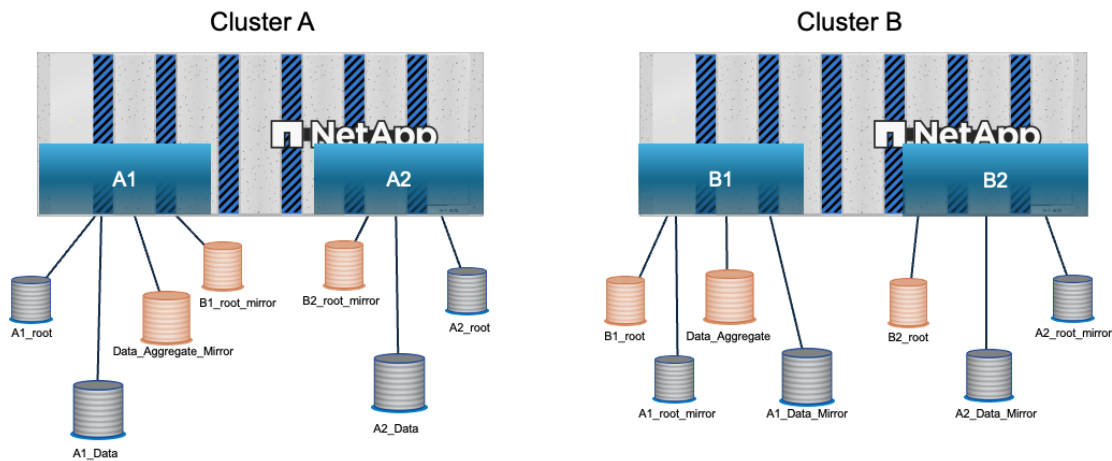 Cluster A
Cluster B
NetApp
NetApp
A1
A2
B1
B2
B1_root_mirror
B2_root_mirror
A1_root
A2_root
Data_Aggregate_Mirror
A1_Data
A2_Data
B1_root
Data_Aggregate
B2_root
A2_root_mirror
A1_root_mirror
A1_Data_Mirror
A2_Data_Mirror